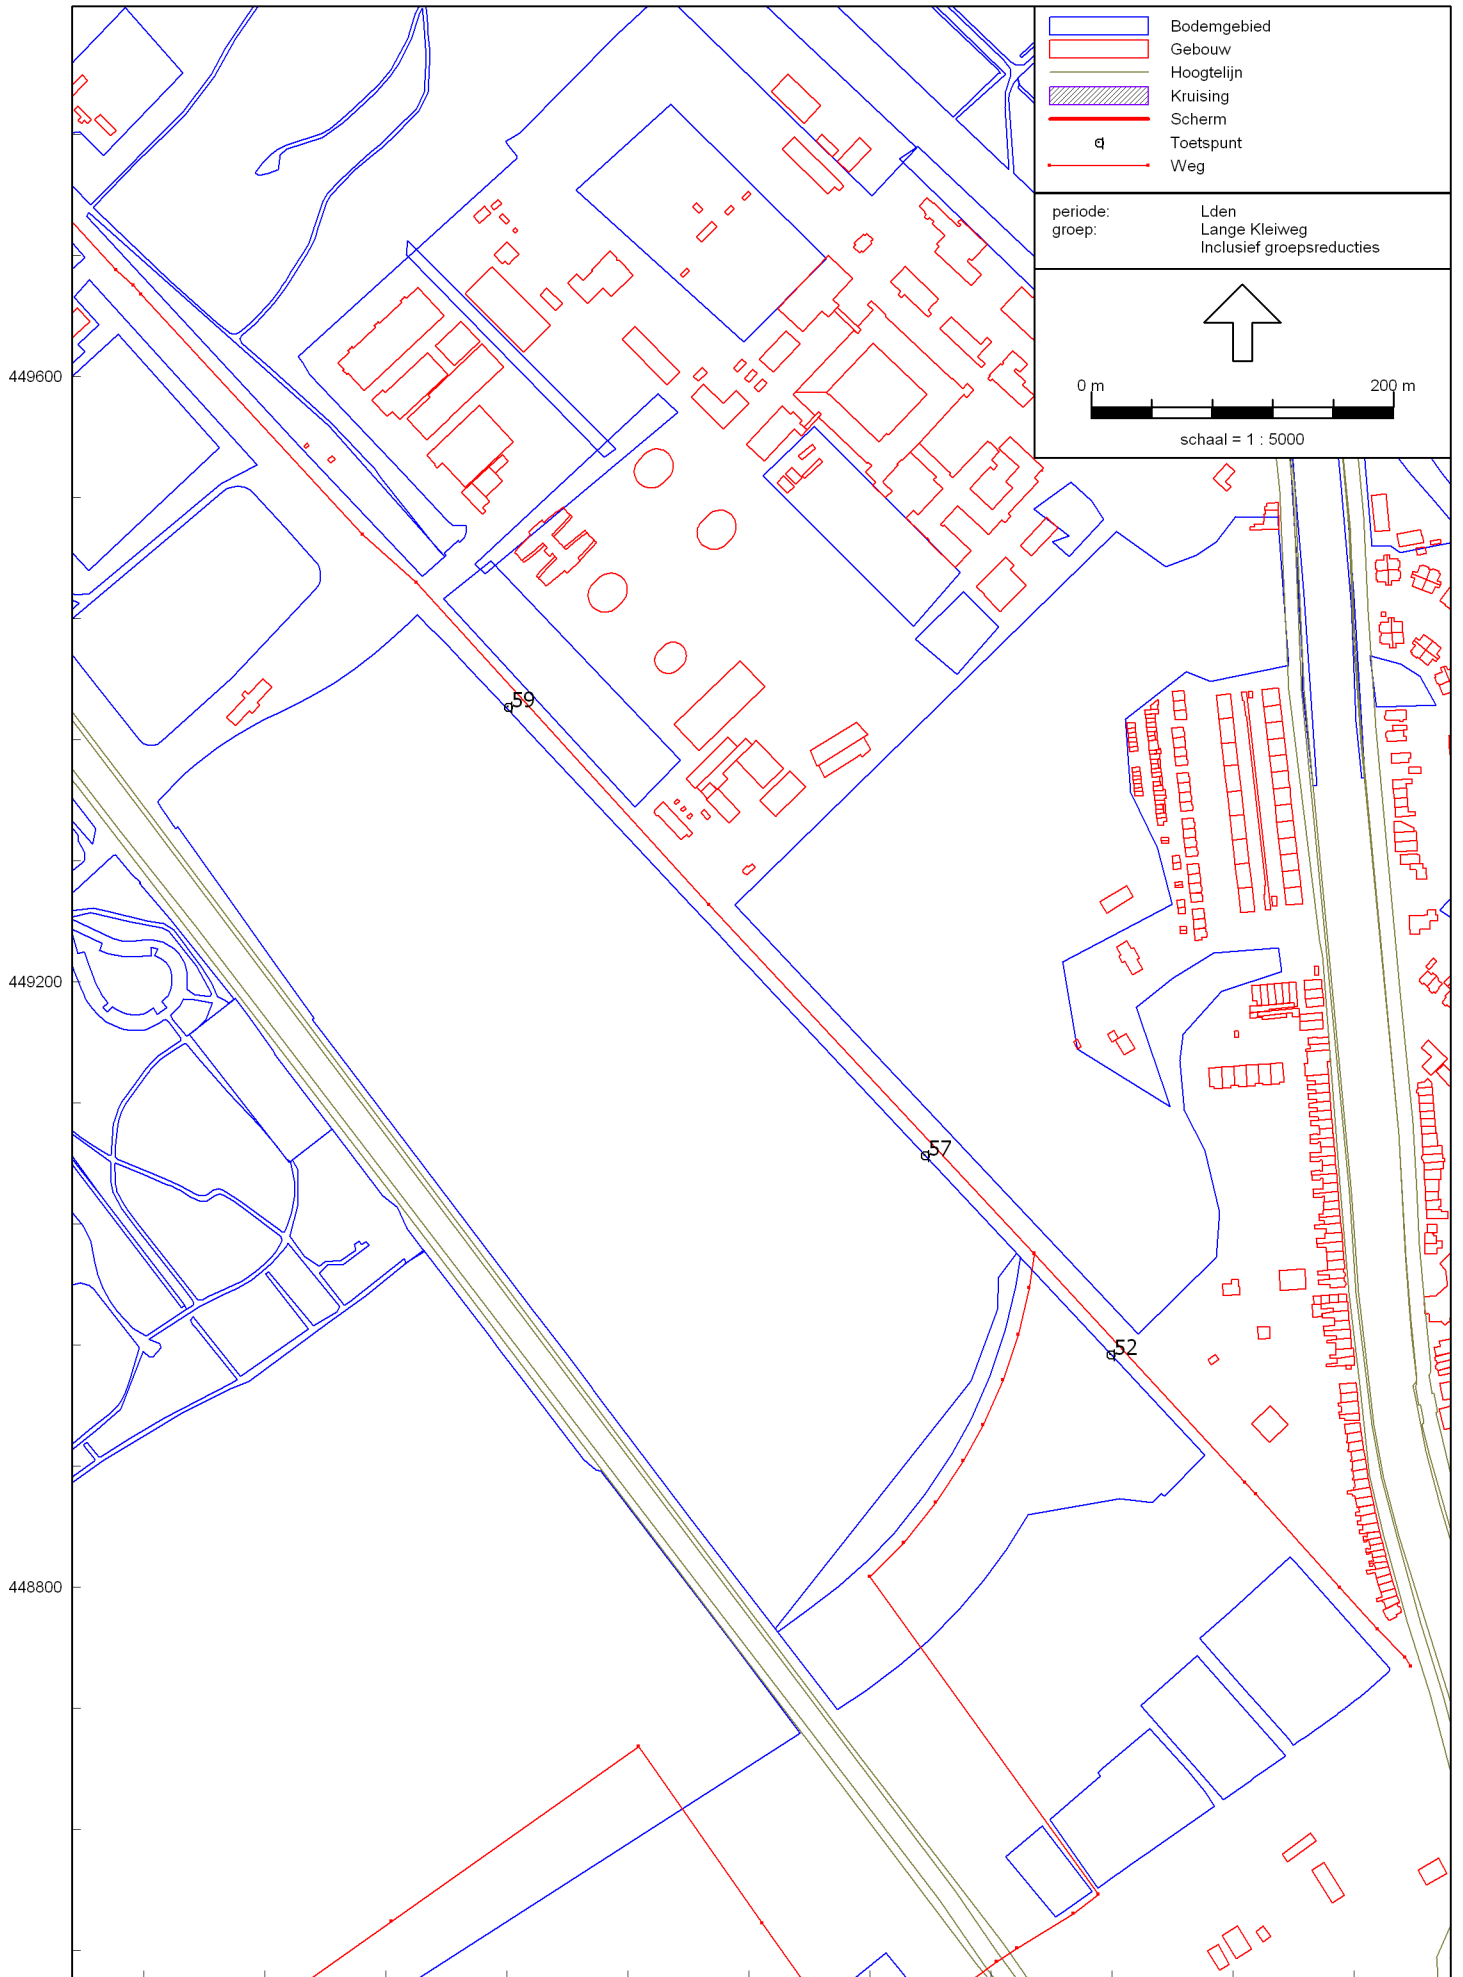 Bodemgebied
Gebouw
Hoogtelijn
Kruising
Scherm
Toetspunt
Weg
periode: Lden
groep: Lange Kleiweg
Inclusief groepsreducties
0 m 200 m
schaal = 1 : 5000
449600
59
449200
57
52
448800